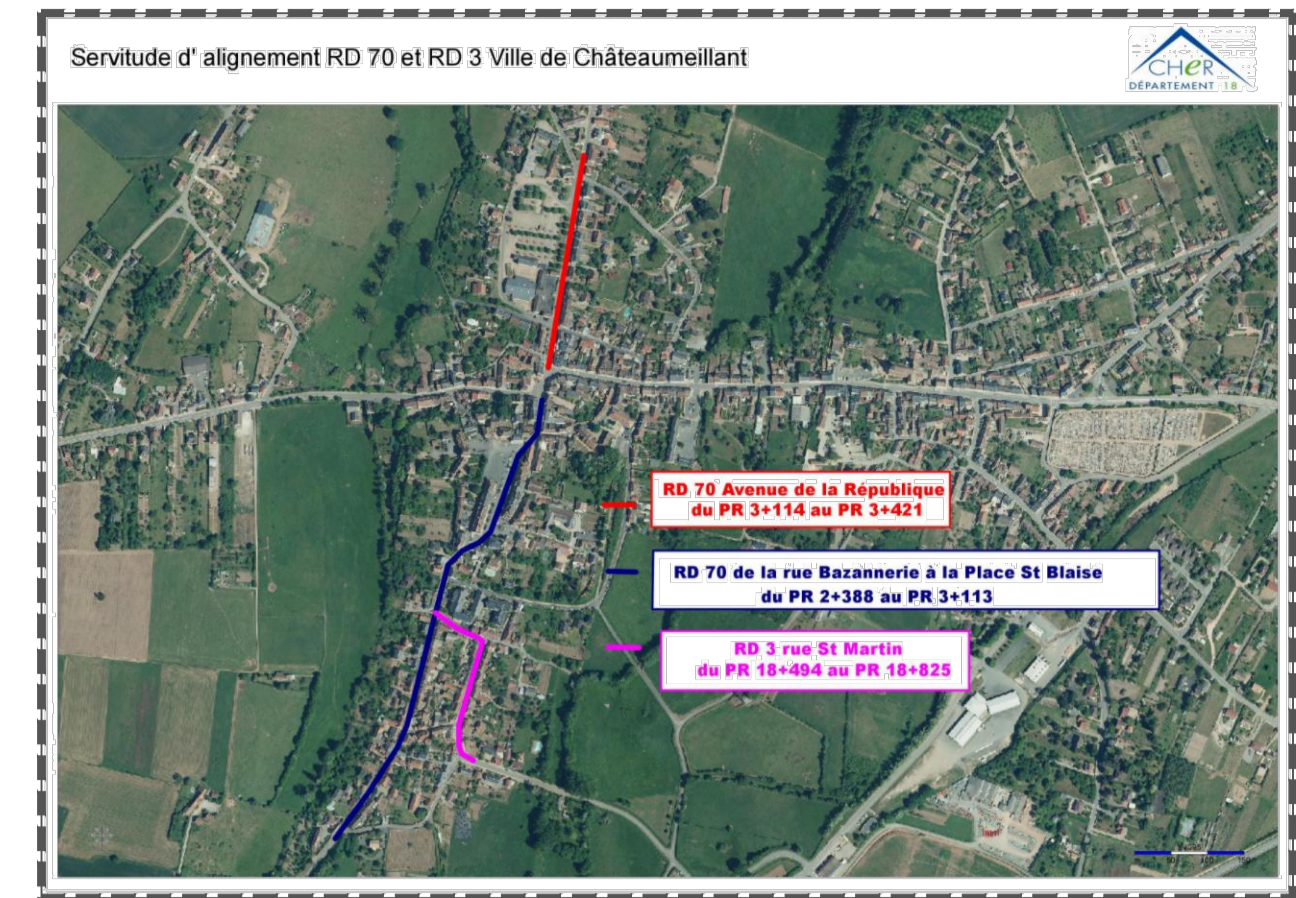 Servitude d' alignement RD 70 et RD 3 Ville de Châteaumeillant
CHER
DÉPARTEMENT 18
RD 70 Avenue de la République
du PR 3+114 au PR 3+421
RD 70 de la rue Bazannerie à la Place St Blaise
du PR 2+388 au PR 3+113
RD 3 rue St Martin
du PR 18+494 au PR 18+825
50 100 150